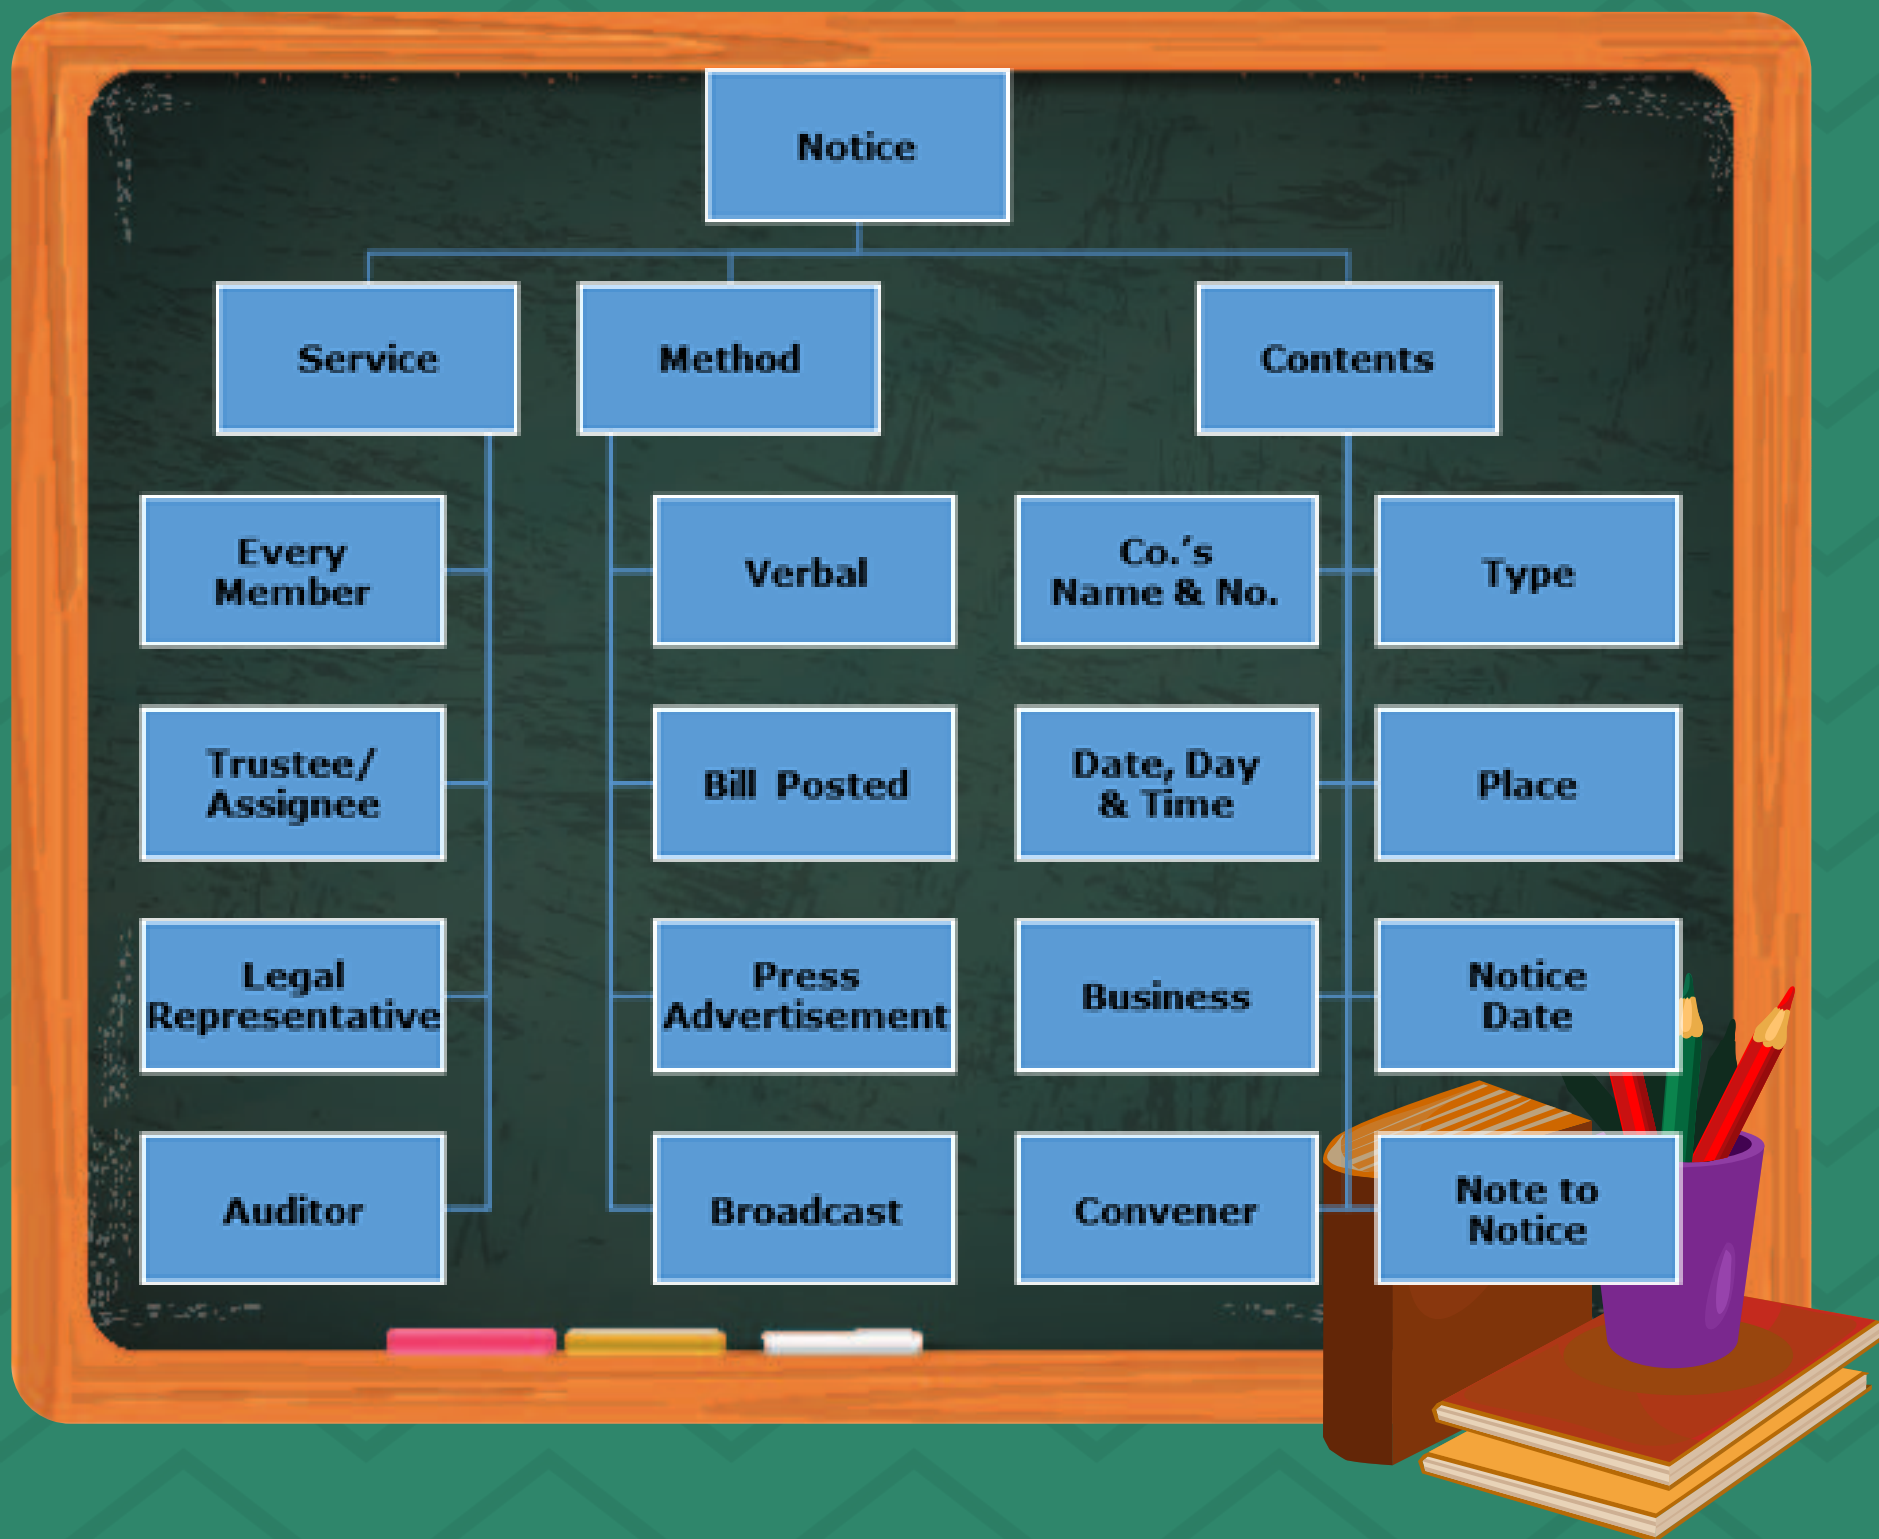 Notice
Service
Method
Contents
Every
Member
Verbal
Co.'s
Name & No.
Type
Trustee/
Assignee
Bill Posted
Date, Day
& Time
Place
Legal
Representative
Press
Advertisement
Business
Notice
Date
Auditor
Broadcast
Convener
Note to
Notice